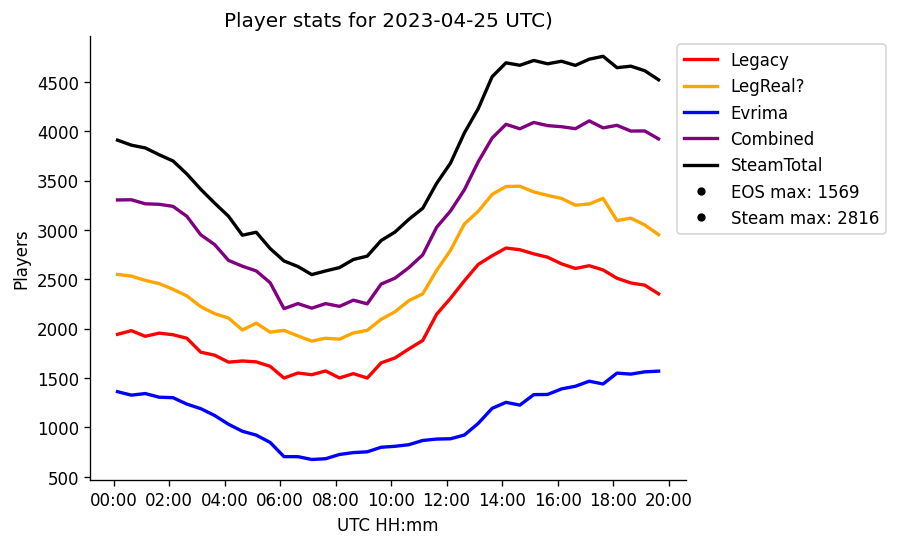 Player stats for 2023-04-25 UTC)
Legacy
LegReal?
Evrima
Combined
SteamTotal
EOS max: 1569
Steam max: 2816
Players
4500
4000
3500
3000
2500
2000
1500
1000
500
00:00 02:00 04:00 06:00 08:00 10:00 12:00 14:00 16:00 18:00 20:00
UTC HH:mm